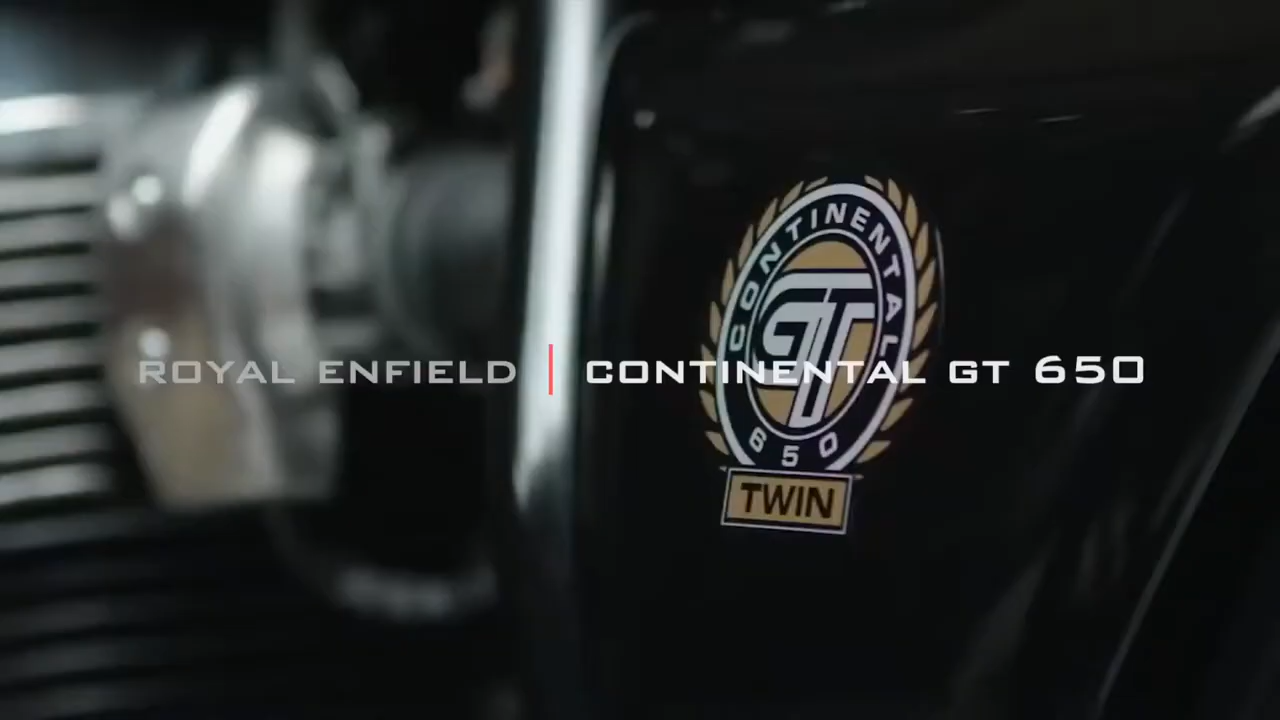 CONTINENTAL
GT
650
TWIN
ROYAL ENFIELD | CONTINENTAL GT 650